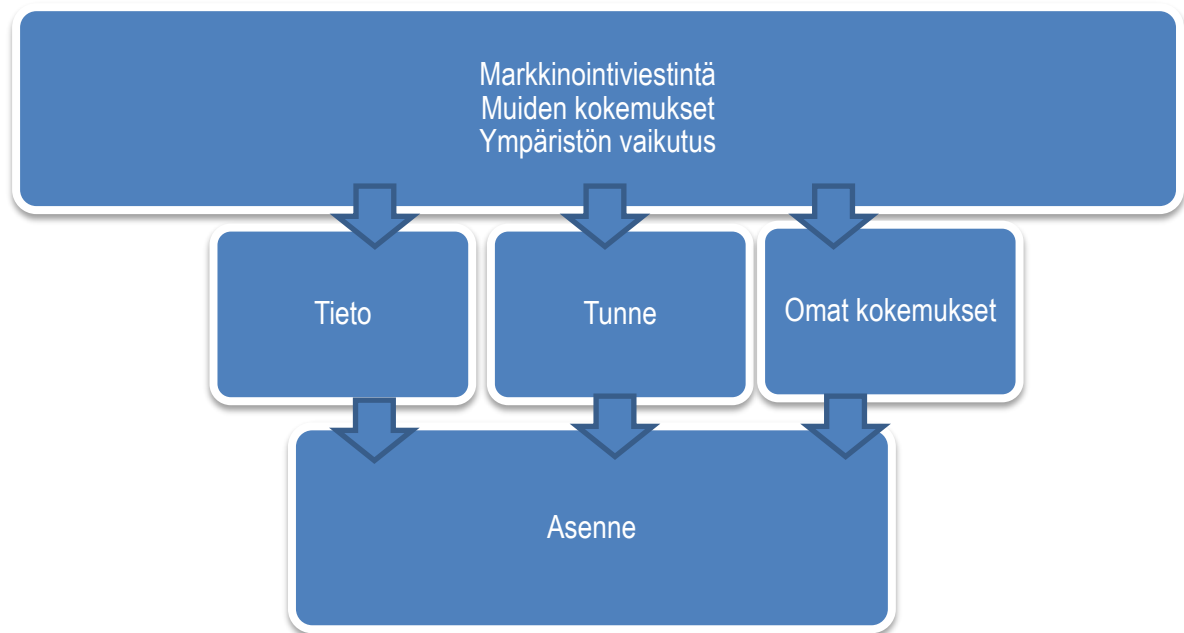 Markkinointiviestintä
Muiden kokemukset
Ympäristön vaikutus
Tieto
Tunne
Omat kokemukset
Asenne